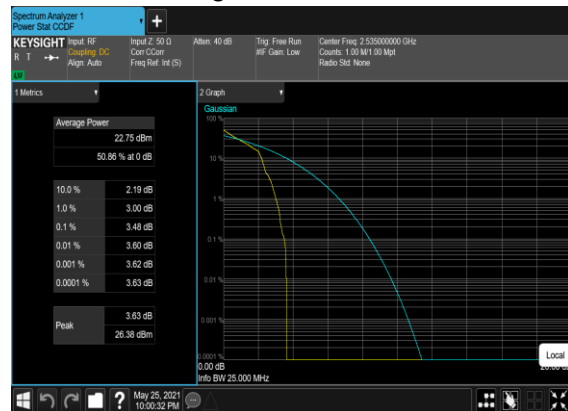 Spectrum Analyzer 1
Power Stat CCDF
KEYSIGHT
R T
LXI
Input: RF
Coupling: DC
Align: Auto
Input Z: 50 Ω
Corr CCorr
Freq Ref: Int (S)
Atten: 40 dB
Trig: Free Run
#IF Gain: Low
Center Freq: 2.535000000 GHz
Counts: 1.00 M/1.00 Mpt
Radio Std: None
1 Metrics
Average Power
22.75 dBm
50.86 % at 0 dB
10.0 % 2.19 dB
1.0 % 3.00 dB
0.1 % 3.48 dB
0.01 % 3.60 dB
0.001 % 3.62 dB
0.0001 % 3.63 dB
Peak
3.63 dB
26.38 dBm
2 Graph
Gaussian
100 %
10 %
1 %
0.1 %
0.01 %
0.001 %
0.0001 %
0.00 dB
Info BW 25.000 MHz
Local
?
May 25, 2021
10:00:32 PM